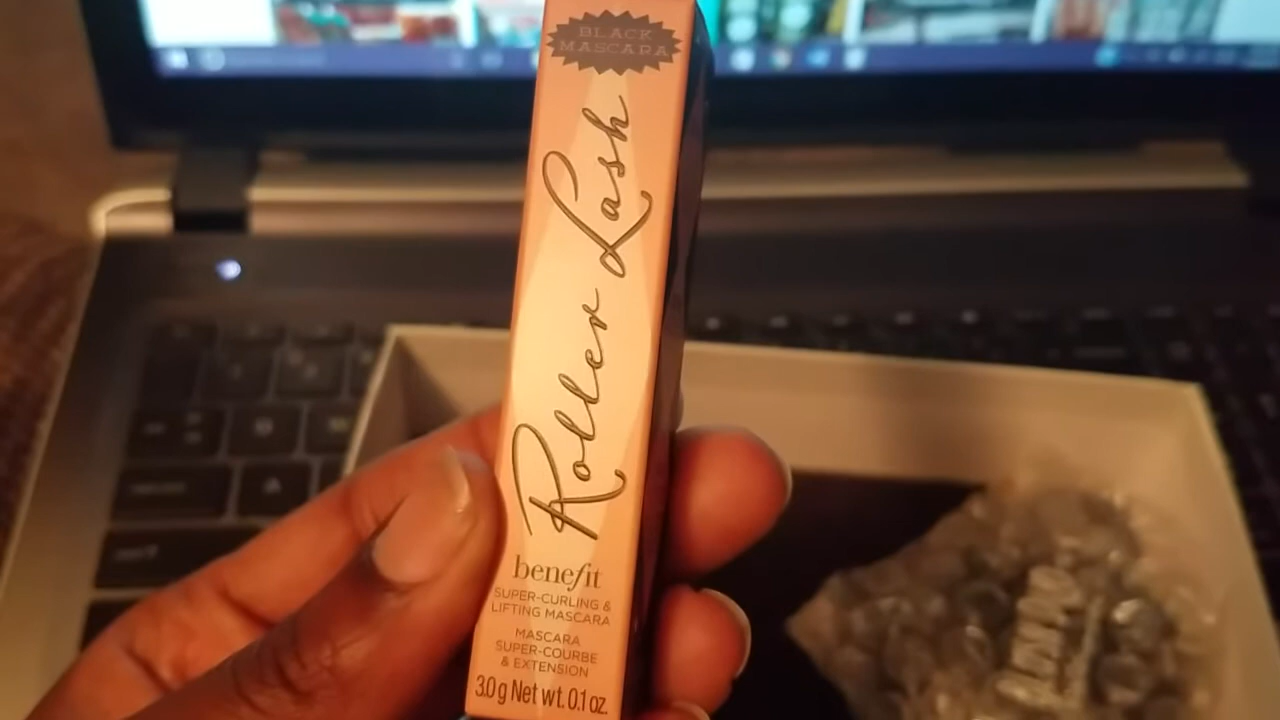 BLACK
MASCARA
Roller Lash
benefit
SUPER-CURLING &
LIFTING MASCARA
MASCARA
SUPER-COURBE
& EXTENSION
3.0 g Net wt. 0.1 oz.